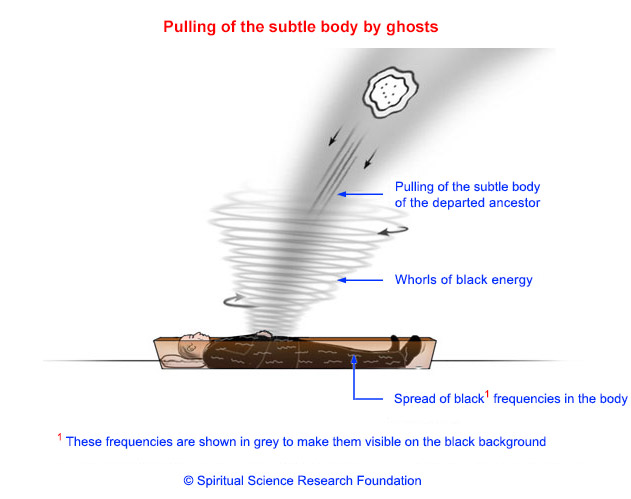 Pulling of the subtle body by ghosts
Pulling of the subtle body
of the departed ancestor
Whorls of black energy
Spread of black¹ frequencies in the body
¹ These frequencies are shown in grey to make them visible on the black background
© Spiritual Science Research Foundation